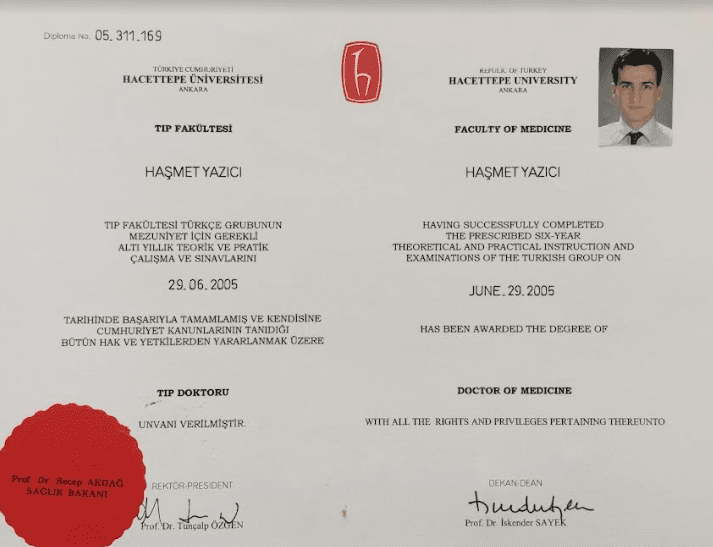 Diploma No. 05.311.169
TÜRKİYE CUMHURİYETİ
HACETTEPE ÜNİVERSİTESİ
ANKARA
TIP FAKÜLTESİ
HAŞMET YAZICI
TIP FAKÜLTESİ TÜRKÇE GRUBUNUN
MEZUNİYET İÇİN GEREKLİ
ALTI YILLIK TEORİK VE PRATİK
ÇALIŞMA VE SINAVLARINI
29.06.2005
TARİHİNDE BAŞARIYLA TAMAMLAMIŞ VE KENDİSİNE
CUMHURİYET KANUNLARININ TANIDIĞI
BÜTÜN HAK VE YETKİLERDEN YARARLANMAK ÜZERE
TIP DOKTORU
UNVANI VERİLMİŞTİR.
REKTÖR-PRESIDENT
Prof. Dr. Tunçalp ÖZGEN
Prof Dr Recep AKDAĞ
SAĞLIK BAKANI
REPUBLIC OF TURKEY
HACETTEPE UNIVERSITY
ANKARA
FACULTY OF MEDICINE
HAŞMET YAZICI
HAVING SUCCESSFULLY COMPLETED
THE PRESCRIBED SIX-YEAR
THEORETICAL AND PRACTICAL INSTRUCTION AND
EXAMINATIONS OF THE TURKISH GROUP ON
JUNE.29.2005
HAS BEEN AWARDED THE DEGREE OF
DOCTOR OF MEDICINE
WITH ALL THE RIGHTS AND PRIVILEGES PERTAINING THEREUNTO
DEKAN-DEAN
Prof. Dr. İskender SAYEK